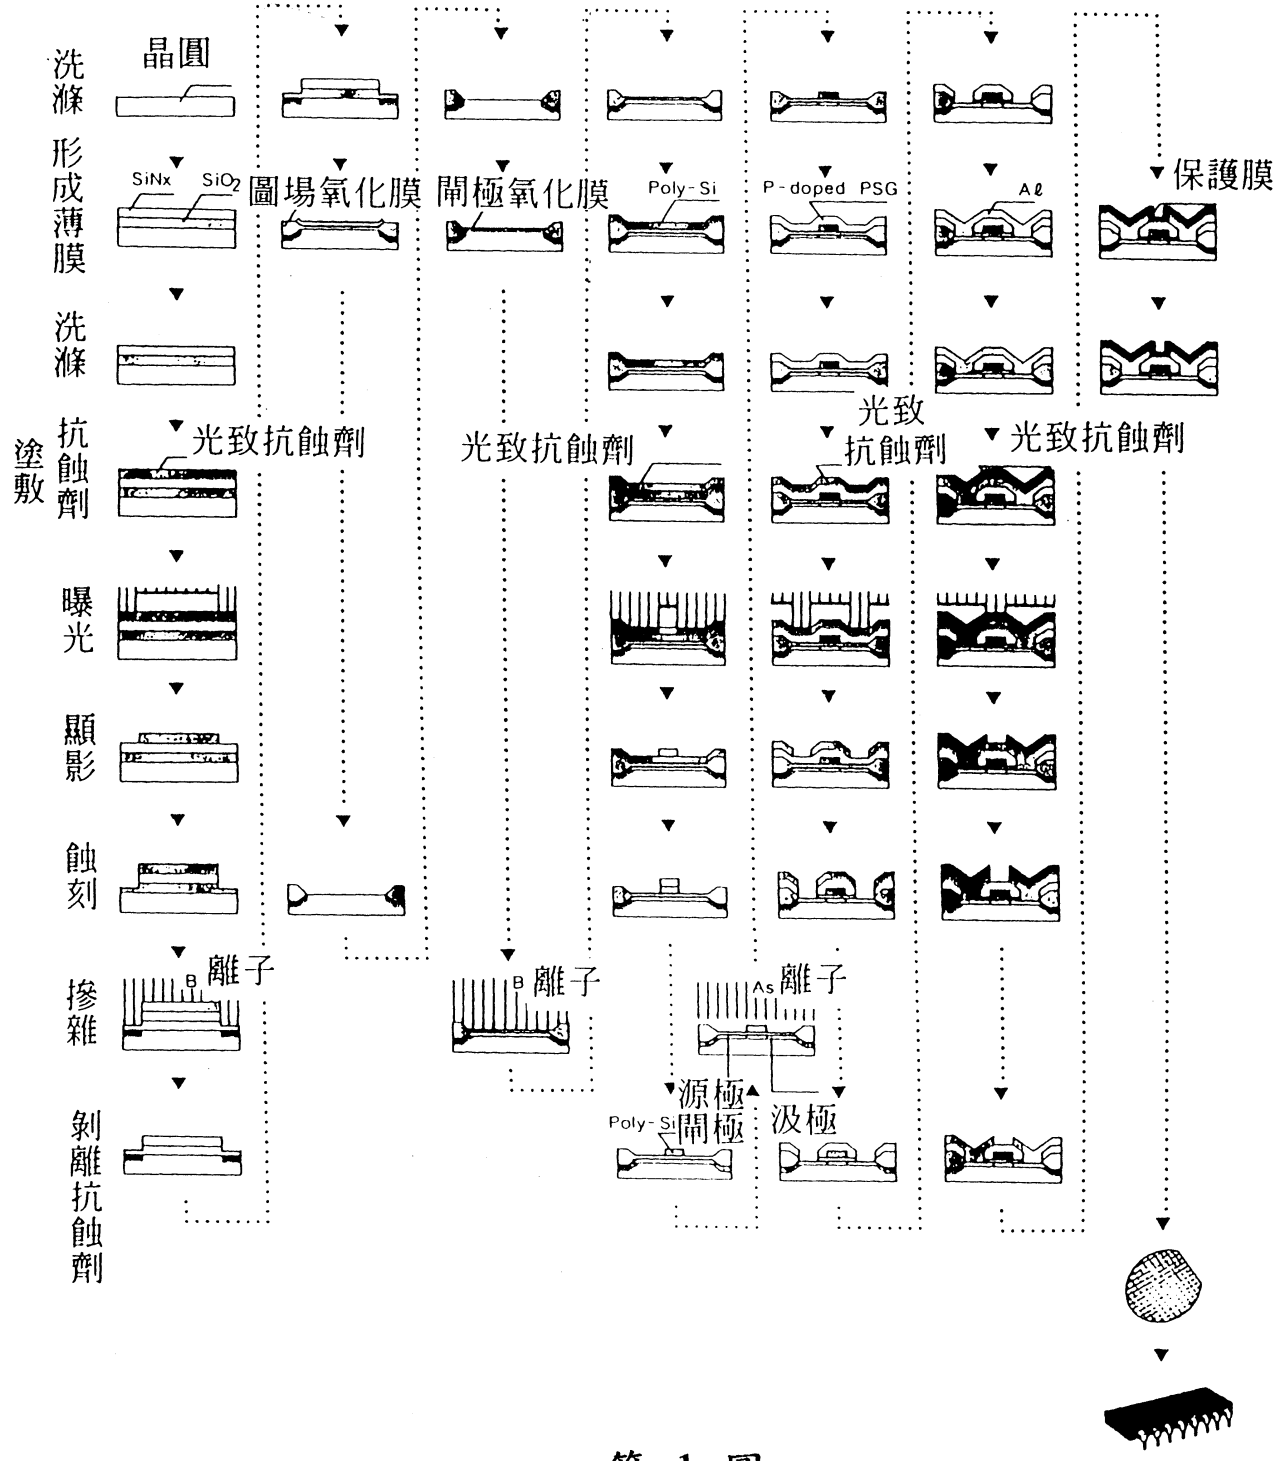 晶圓
洗滌
形成薄膜
SiNx
SiO2
圖場氧化膜
閘極氧化膜
Poly-Si
P-doped PSG
Aℓ
保護膜
洗滌
塗敷
抗蝕劑
光致抗蝕劑
光致抗蝕劑
光致
抗蝕劑
光致抗蝕劑
曝光
顯影
蝕刻
摻雜
B 離子
B 離子
As 離子
源極
閘極
汲極
Poly-Si
剝離抗蝕劑
第 1 圖